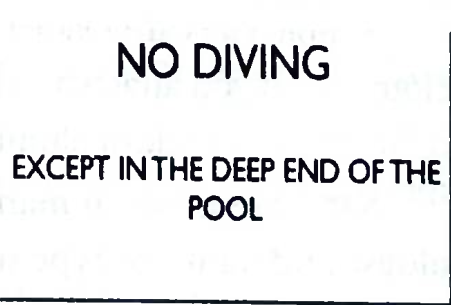 NO DIVING
EXCEPT IN THE DEEP END OF THE
POOL